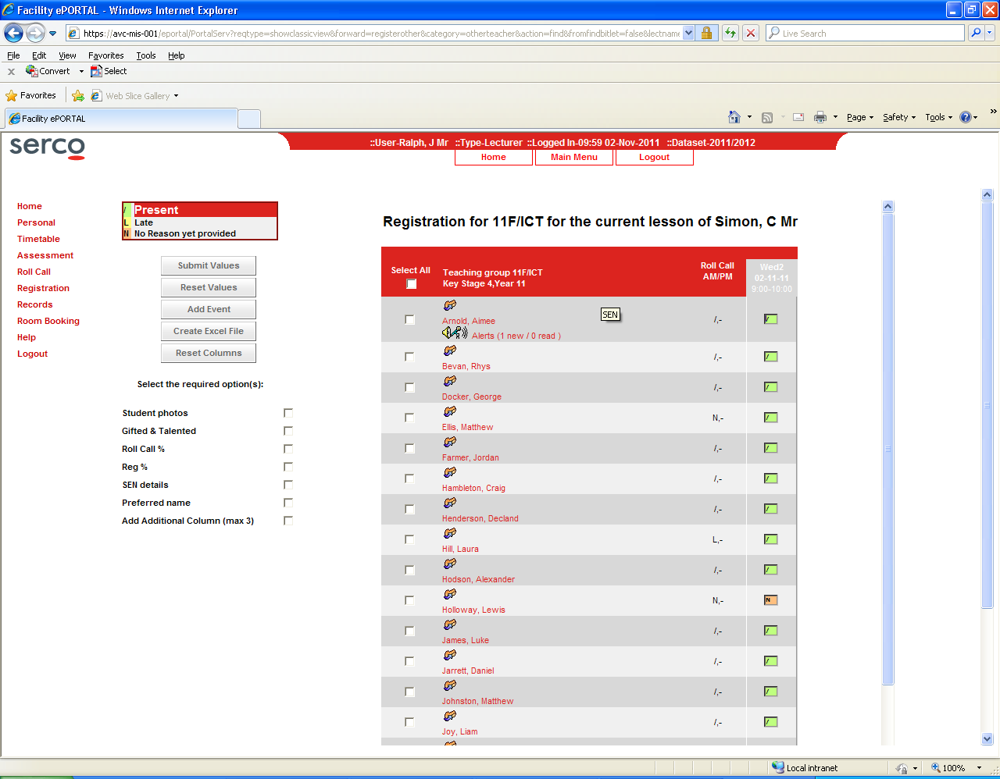 Facility ePORTAL - Windows Internet Explorer
https://avc-mis-001/eportal/PortalServ?reqtype=showclassicview&forward=registerother&category=otherteacher&action=find&fromfindbitlet=false&lectname
Live Search
File Edit View Favorites Tools Help
x Convert Select
Favorites Web Slice Gallery
Facility ePORTAL
Page Safety Tools »
serco
::User-Ralph, J Mr ::Type-Lecturer ::Logged In-09:59 02-Nov-2011 ::Dataset-2011/2012
Home Main Menu Logout
Home
Personal
Timetable
Assessment
Roll Call
Registration
Records
Room Booking
Help
Logout
/ Present
L Late
N No Reason yet provided
Submit Values
Reset Values
Add Event
Create Excel File
Reset Columns
Select the required option(s):
Student photos
Gifted & Talented
Roll Call %
Reg %
SEN details
Preferred name
Add Additional Column (max 3)
Registration for 11F/ICT for the current lesson of Simon, C Mr
Select All
Teaching group 11F/ICT
Key Stage 4,Year 11
Roll Call
AM/PM
Wed2
02-11-11
9:00-10:00
SEN
Arnold, Aimee /,- /
Alerts (1 new / 0 read )
Bevan, Rhys /,- /
Docker, George /,- /
Ellis, Matthew N,- /
Farmer, Jordan /,- /
Hambleton, Craig /,- /
Henderson, Decland /,- /
Hill, Laura L,- /
Hodson, Alexander /,- /
Holloway, Lewis N,- N
James, Luke /,- /
Jarrett, Daniel /,- /
Johnston, Matthew /,- /
Joy, Liam /,- /
Local intranet 100%